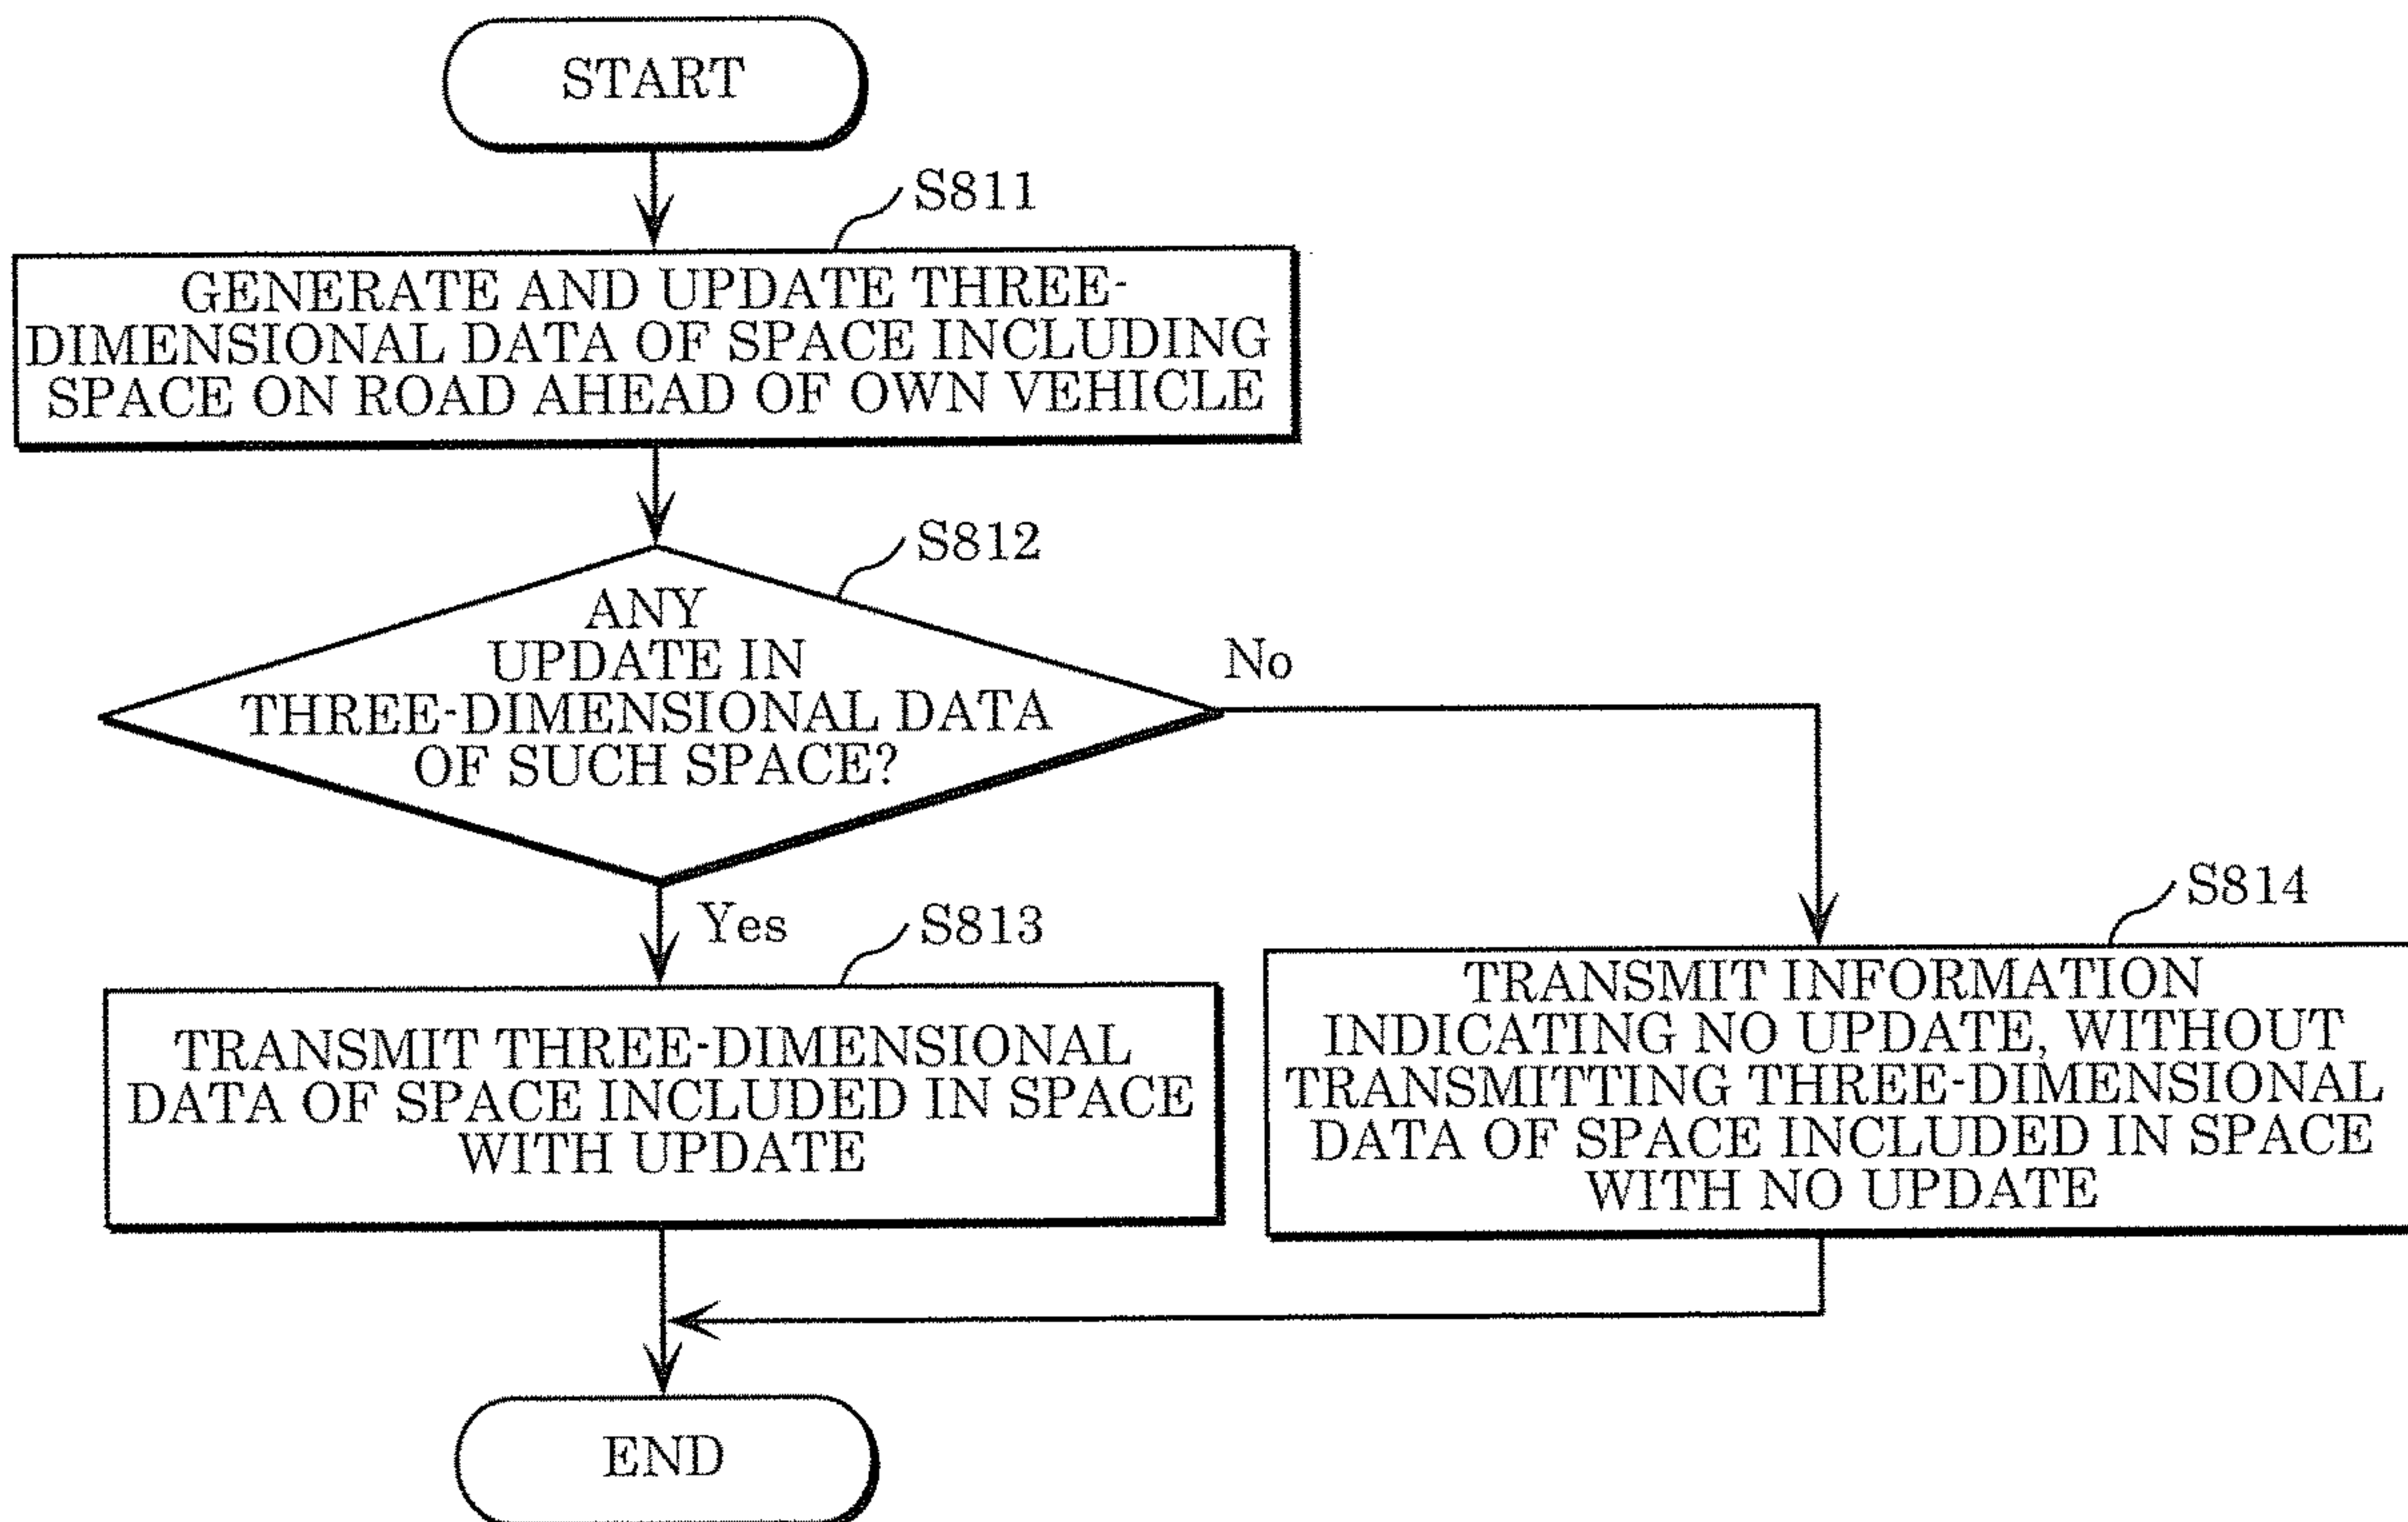 START
S811
GENERATE AND UPDATE THREE-
DIMENSIONAL DATA OF SPACE INCLUDING
SPACE ON ROAD AHEAD OF OWN VEHICLE
S812
ANY
UPDATE IN
THREE-DIMENSIONAL DATA
OF SUCH SPACE?
No
Yes
S813
TRANSMIT THREE-DIMENSIONAL
DATA OF SPACE INCLUDED IN SPACE
WITH UPDATE
S814
TRANSMIT INFORMATION
INDICATING NO UPDATE, WITHOUT
TRANSMITTING THREE-DIMENSIONAL
DATA OF SPACE INCLUDED IN SPACE
WITH NO UPDATE
END